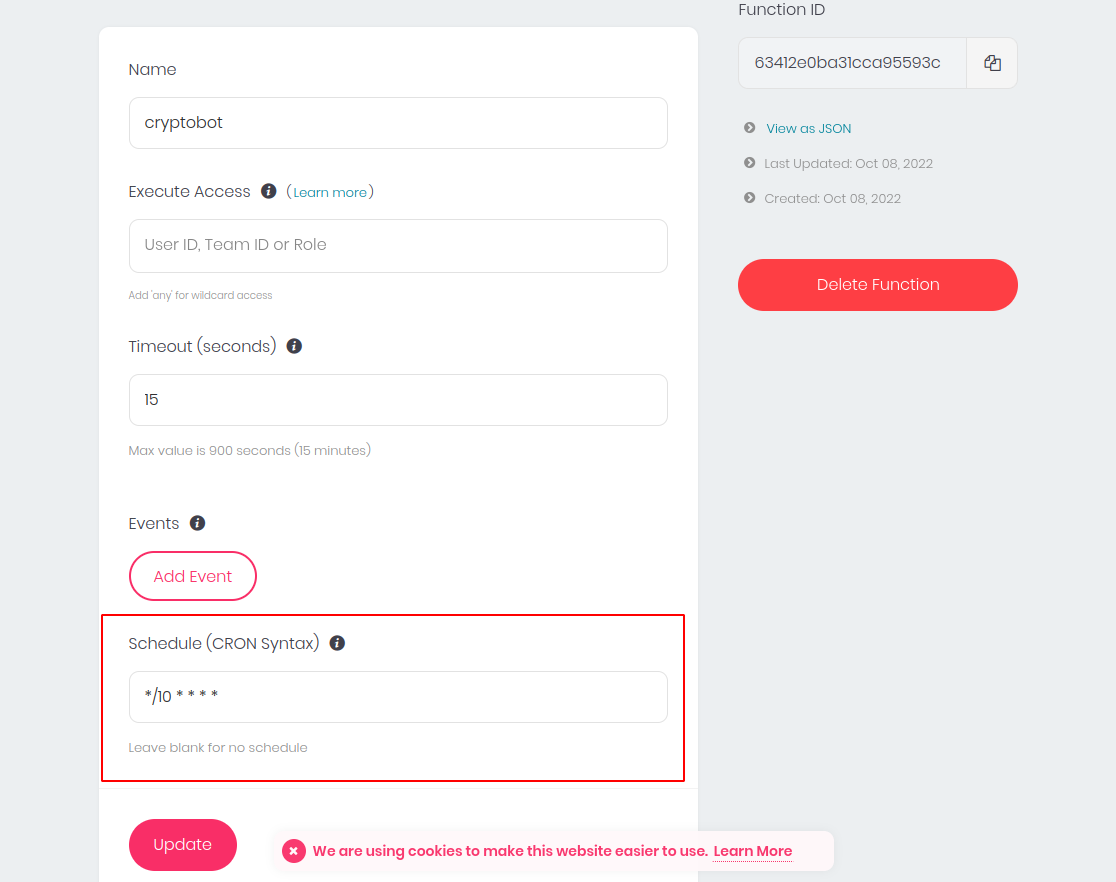 Name
cryptobot
Execute Access (Learn more)
User ID, Team ID or Role
Add 'any' for wildcard access
Timeout (seconds)
15
Max value is 900 seconds (15 minutes)
Events
Add Event
Schedule (CRON Syntax)
*/10 * * * *
Leave blank for no schedule
Update
Function ID
63412e0ba31cca95593c
View as JSON
Last Updated: Oct 08, 2022
Created: Oct 08, 2022
Delete Function
We are using cookies to make this website easier to use. Learn More